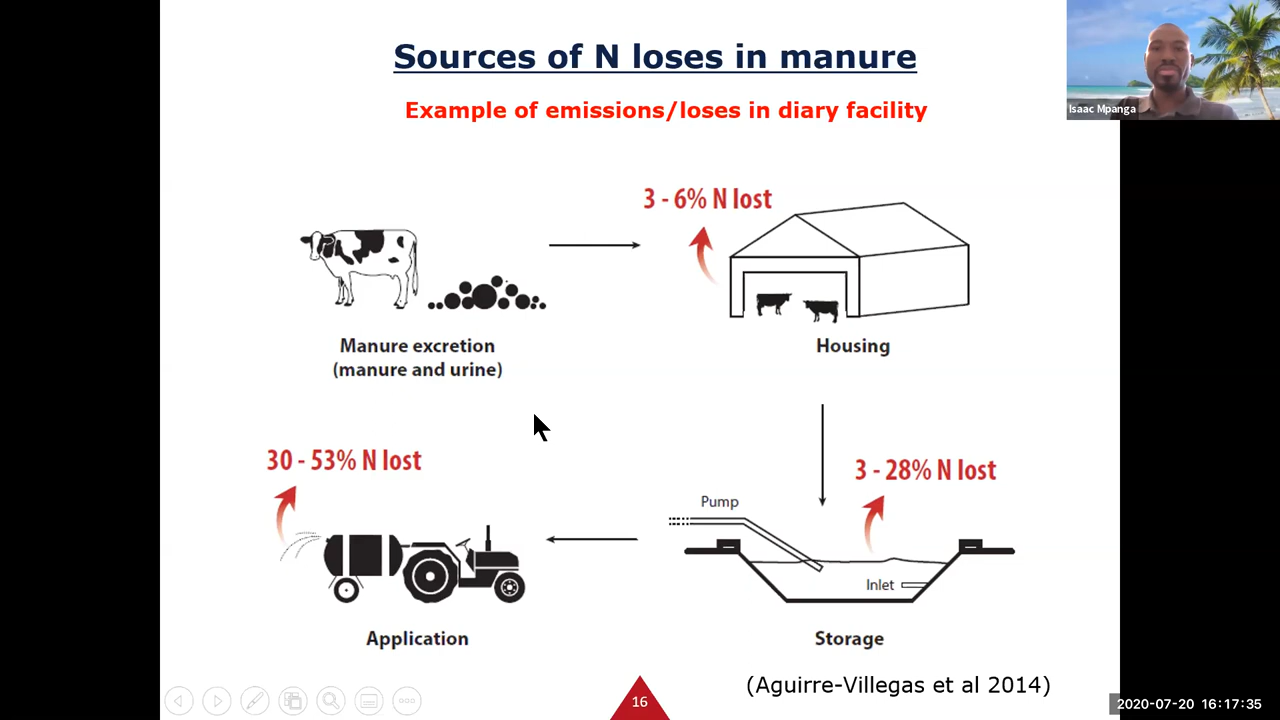 Sources of N loses in manure
Example of emissions/loses in diary facility
Isaac Mpanga
3 - 6% N lost
Manure excretion
(manure and urine)
Housing
30 - 53% N lost
3 - 28% N lost
Pump
Inlet
Application
Storage
(Aguirre-Villegas et al 2014)
16
2020-07-20 16:17:35